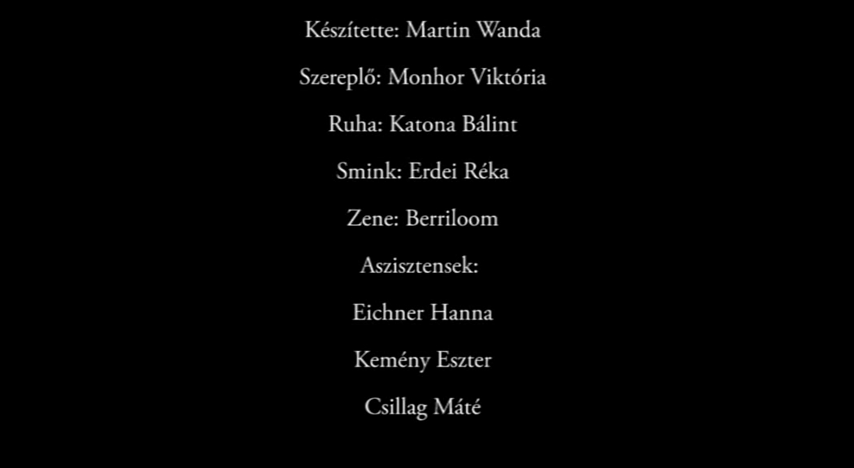 Készítette: Martin Wanda
Szereplő: Monhor Viktória
Ruha: Katona Bálint
Smink: Erdei Réka
Zene: Berriloom
Aszisztensek:
Eichner Hanna
Kemény Eszter
Csillag Máté